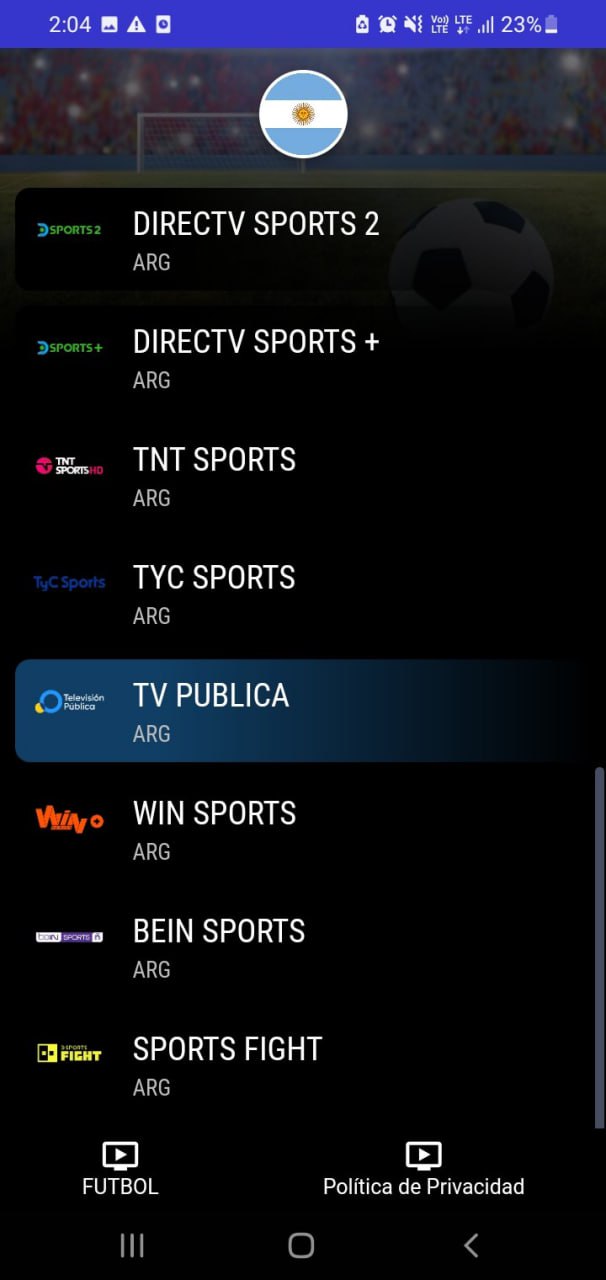 2:04
Vo)) LTE
LTE
23%
SPORTS 2
DIRECTV SPORTS 2
ARG
SPORTS+
DIRECTV SPORTS +
ARG
TNT
SPORTS HD
TNT SPORTS
ARG
TyC Sports
TYC SPORTS
ARG
Televisión
Pública
TV PUBLICA
ARG
WIN+
WIN SPORTS
ARG
beIN SPORTS
BEIN SPORTS
ARG
FIGHT
SPORTS FIGHT
ARG
FUTBOL
Política de Privacidad